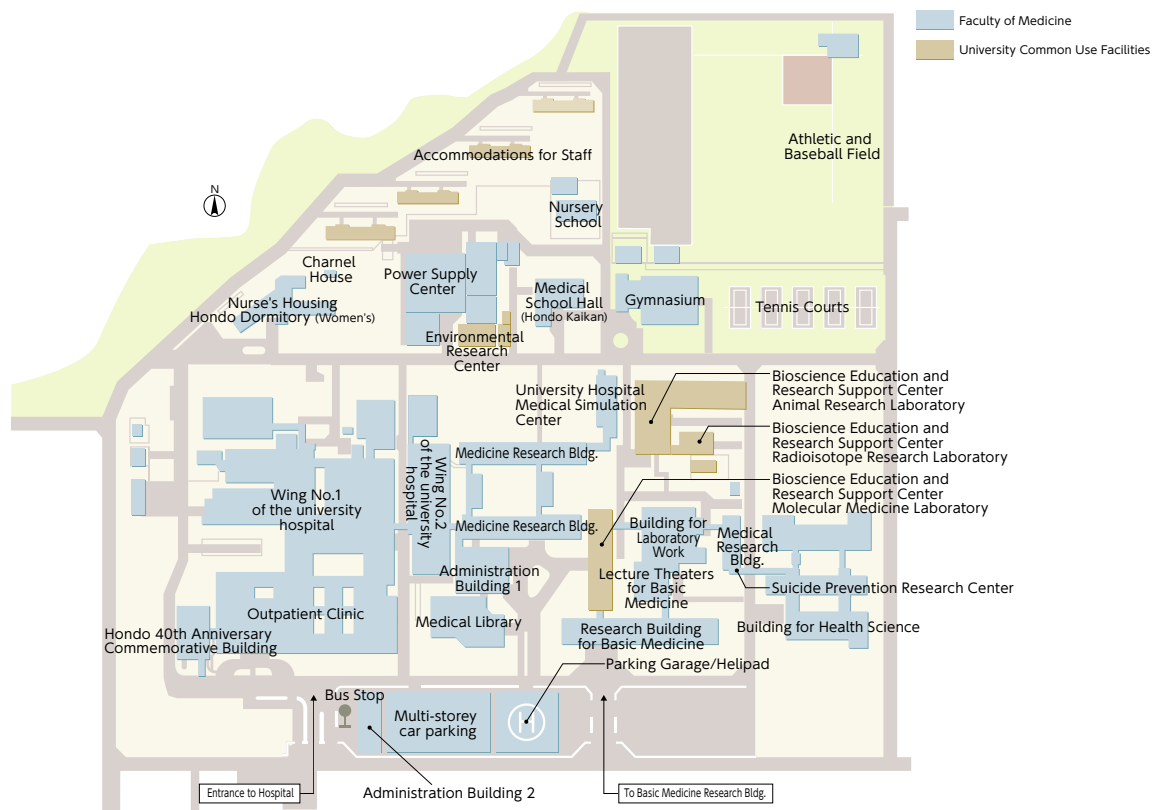 Faculty of Medicine
University Common Use Facilities
Athletic and
Baseball Field
Accommodations for Staff
N
Nursery
School
Charnel
House
Power Supply
Center
Medical
School Hall
(Hondo Kaikan)
Gymnasium
Tennis Courts
Nurse's Housing
Hondo Dormitory (Women's)
Environmental
Research
Center
University Hospital
Medical Simulation
Center
Bioscience Education and
Research Support Center
Animal Research Laboratory
Bioscience Education and
Research Support Center
Radioisotope Research Laboratory
Bioscience Education and
Research Support Center
Molecular Medicine Laboratory
Medicine Research Bldg.
Wing No.2
of the university
hospital
Wing No.1
of the university
hospital
Medicine Research Bldg.
Building for
Laboratory
Work
Medical
Research
Bldg.
Administration
Building 1
Lecture Theaters
for Basic
Medicine
Suicide Prevention Research Center
Outpatient Clinic
Medical Library
Hondo 40th Anniversary
Commemorative Building
Research Building
for Basic Medicine
Building for Health Science
Parking Garage/Helipad
Bus Stop
Multi-storey
car parking
H
Entrance to Hospital
Administration Building 2
To Basic Medicine Research Bldg.